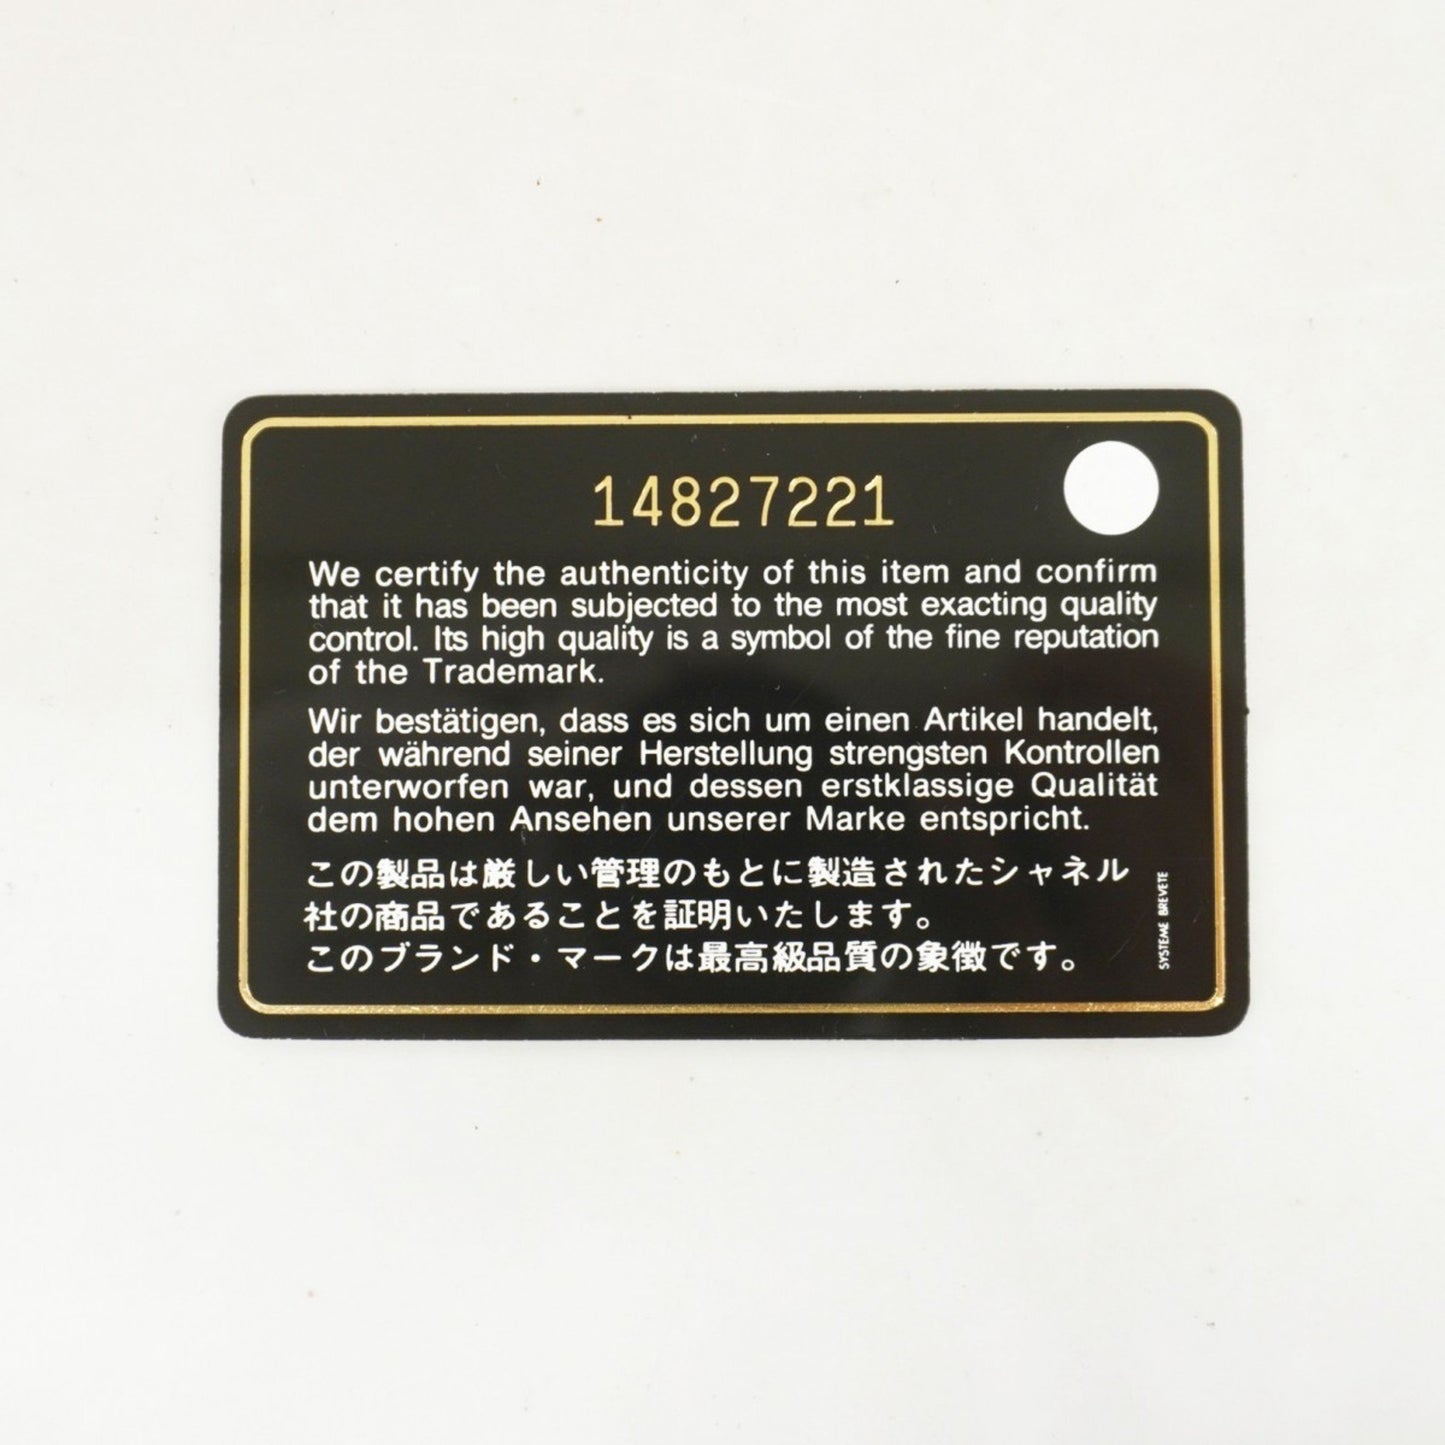 14827221
We certify the authenticity of this item and confirm
that it has been subjected to the most exacting quality
control. Its high quality is a symbol of the fine reputation
of the Trademark.
Wir bestätigen, dass es sich um einen Artikel handelt,
der während seiner Herstellung strengsten Kontrollen
unterworfen war, und dessen erstklassige Qualität
dem hohen Ansehen unserer Marke entspricht.
この製品は厳しい管理のもとに製造されたシャネル
社の商品であることを証明いたします。
このブランド・マークは最高級品質の象徴です。
SYSTEME BREVETE